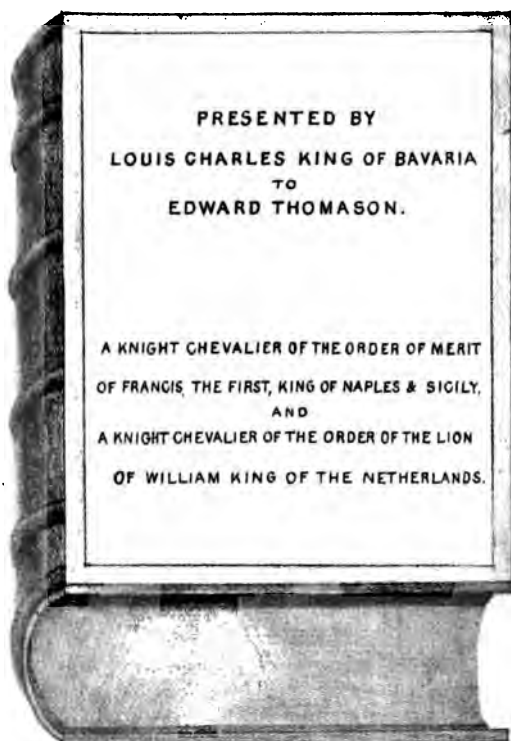 PRESENTED BY
LOUIS CHARLES KING OF BAVARIA
TO
EDWARD THOMASON.
A KNIGHT CHEVALIER OF THE ORDER OF MERIT
OF FRANCIS, THE FIRST, KING OF NAPLES & SICILY,
AND
A KNIGHT CHEVALIER OF THE ORDER OF THE LION
OF WILLIAM KING OF THE NETHERLANDS.